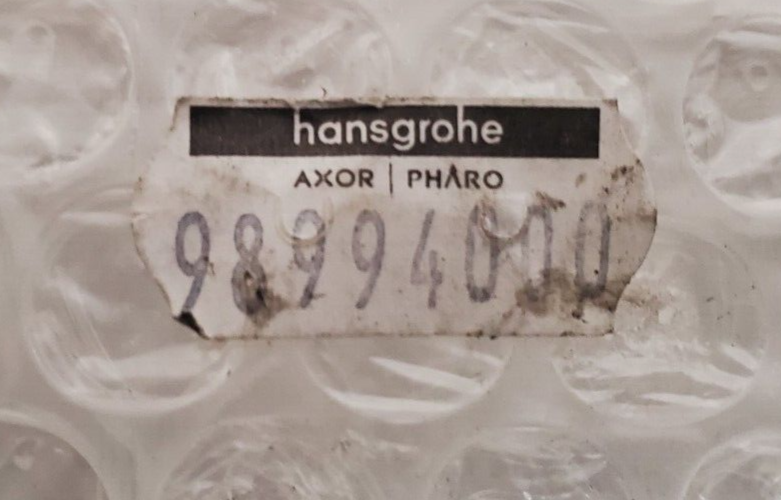 hansgrohe
AXOR | PHARO
98994000